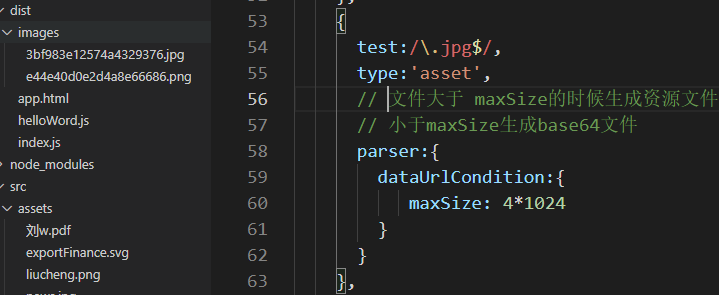 dist
images
3bf983e12574a4329376.jpg
e44e40d0e2d4a8e66686.png
app.html
helloWord.js
index.js
node_modules
src
assets
刘w.pdf
exportFinance.svg
liucheng.png
52 },
53 {
54 test:/\.jpg$/,
55 type:'asset',
56 // 文件大于 maxSize的时候生成资源文件
57 // 小于maxSize生成base64文件
58 parser:{
59 dataUrlCondition:{
60 maxSize: 4*1024
61 }
62 }
63 },